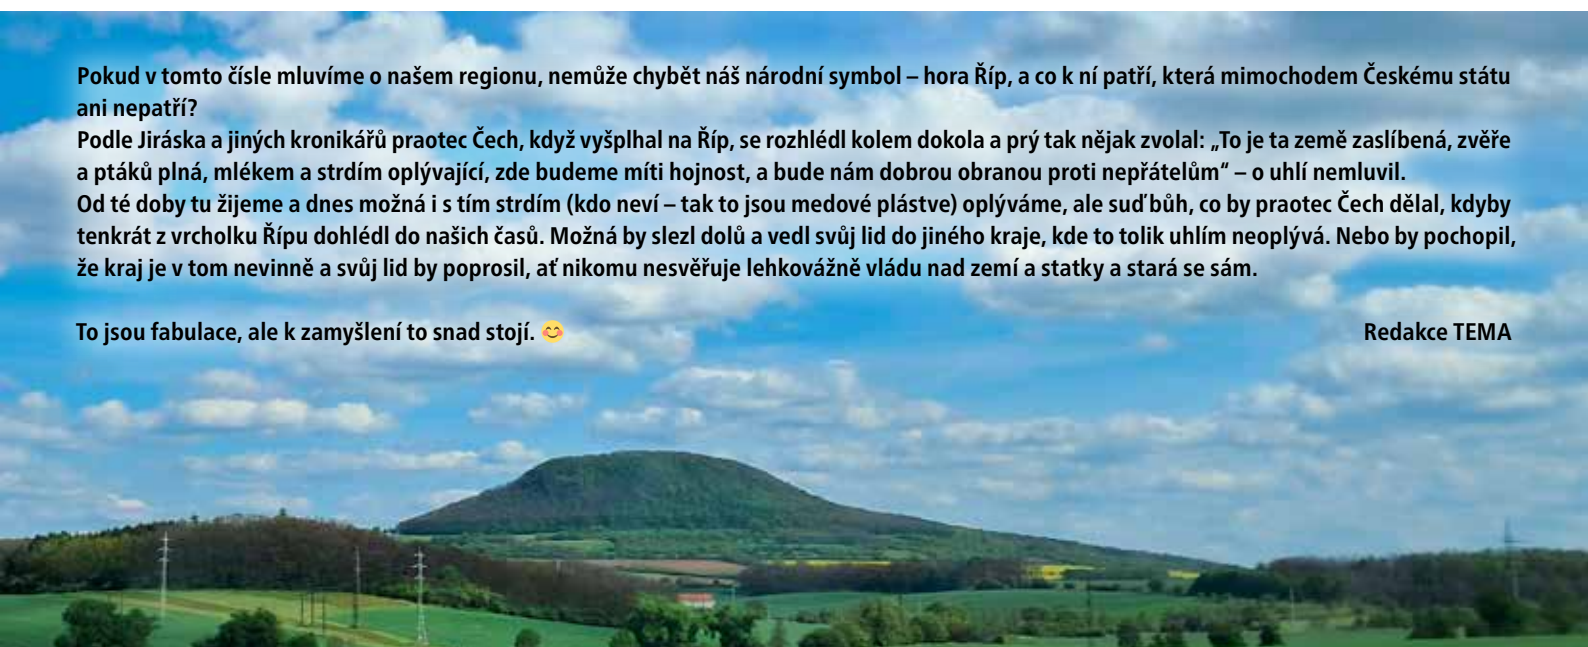 Pokud v tomto čísle mluvíme o našem regionu, nemůže chybět náš národní symbol – hora Říp, a co k ní patří, která mimochodem Českému státu
ani nepatří?
Podle Jiráska a jiných kronikářů praotec Čech, když vyšplhal na Říp, se rozhlédl kolem dokola a prý tak nějak zvolal: „To je ta země zaslíbená, zvěře
a ptáků plná, mlékem a strdím oplývající, zde budeme míti hojnost, a bude nám dobrou obranou proti nepřátelům“ – o uhlí nemluvil.
Od té doby tu žijeme a dnes možná i s tím strdím (kdo neví – tak to jsou medové plástve) oplýváme, ale suď bůh, co by praotec Čech dělal, kdyby
tenkrát z vrcholku Řípu dohlédl do našich časů. Možná by slezl dolů a vedl svůj lid do jiného kraje, kde to tolik uhlím neoplývá. Nebo by pochopil,
že kraj je v tom nevinně a svůj lid by poprosil, ať nikomu nesvěřuje lehkovážně vládu nad zemí a statky a stará se sám.
To jsou fabulace, ale k zamyšlení to snad stojí. 😊 Redakce TEMA